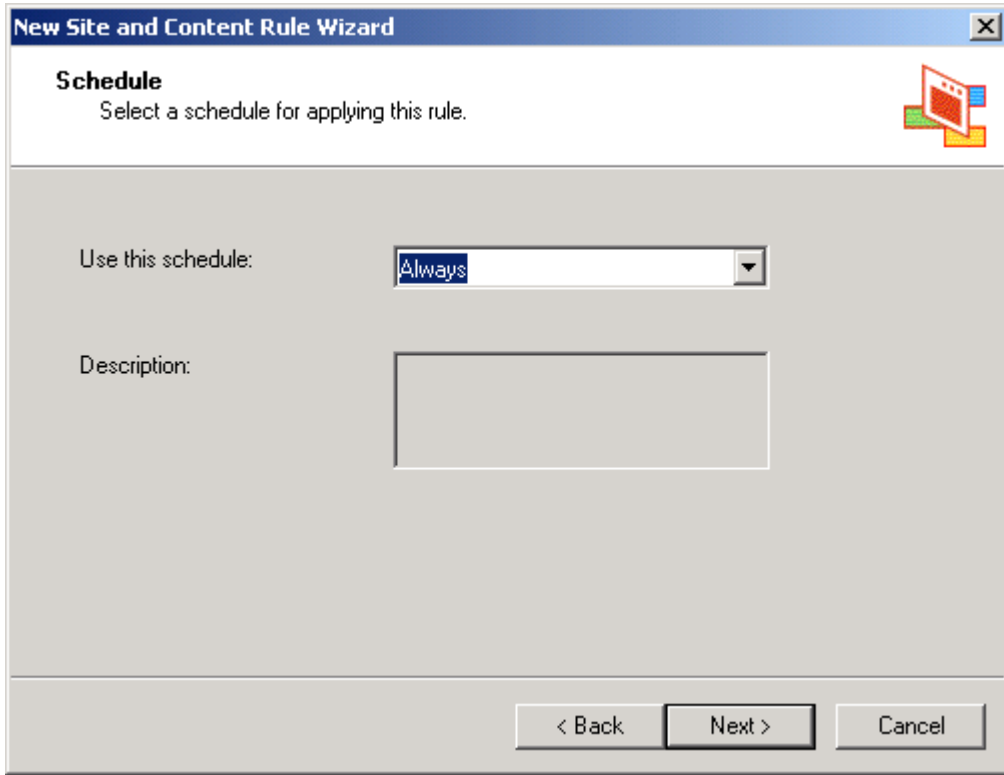 New Site and Content Rule Wizard
Schedule
Select a schedule for applying this rule.
Use this schedule:
Always
Description:
< Back
Next >
Cancel